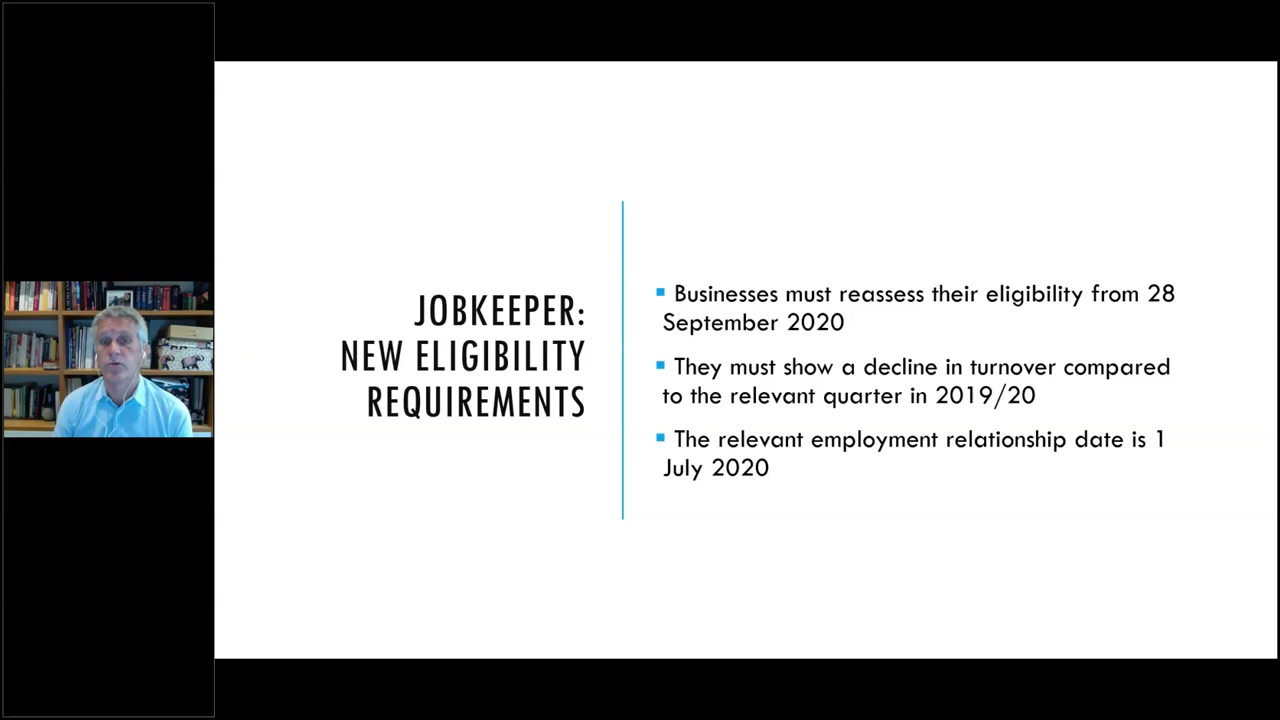 JOBKEEPER:
NEW ELIGIBILITY
REQUIREMENTS
Businesses must reassess their eligibility from 28
September 2020
They must show a decline in turnover compared
to the relevant quarter in 2019/20
The relevant employment relationship date is 1
July 2020